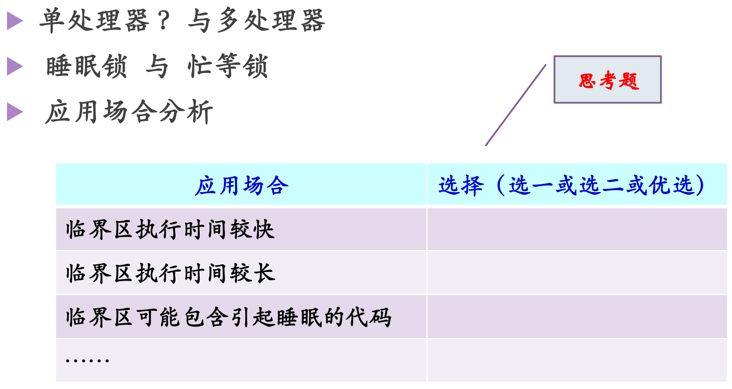 单处理器？与多处理器
睡眠锁 与 忙等锁
应用场合分析
思考题
应用场合 选择（选一或选二或优选）
临界区执行时间较快
临界区执行时间较长
临界区可能包含引起睡眠的代码
……